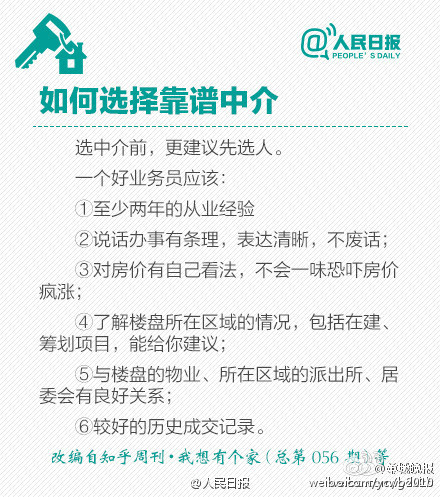 @人民日报
PEOPLE'S DAILY
如何选择靠谱中介
选中介前，更建议先选人。
一个好业务员应该：
①至少两年的从业经验
②说话办事有条理，表达清晰，不废话；
③对房价有自己看法，不会一味恐吓房价
疯涨；
④了解楼盘所在区域的情况，包括在建、
筹划项目，能给你建议；
⑤与楼盘的物业、所在区域的派出所、居
委会有良好关系；
⑥较好的历史成交记录。
改编自知乎周刊·我想有个家（总第 056 期）等
@人民日报